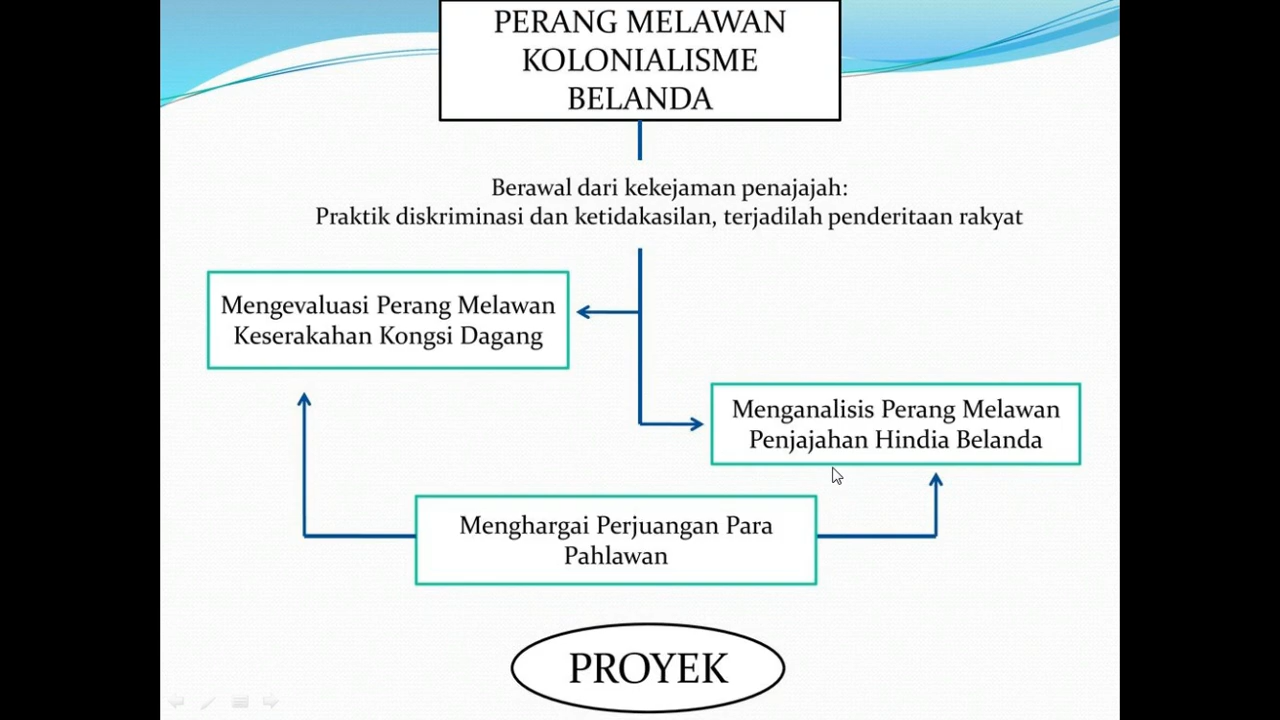 PERANG MELAWAN
KOLONIALISME
BELANDA
Berawal dari kekejaman penajajah:
Praktik diskriminasi dan ketidakasilan, terjadilah penderitaan rakyat
Mengevaluasi Perang Melawan
Keserakahan Kongsi Dagang
Menganalisis Perang Melawan
Penjajahan Hindia Belanda
Menghargai Perjuangan Para
Pahlawan
PROYEK